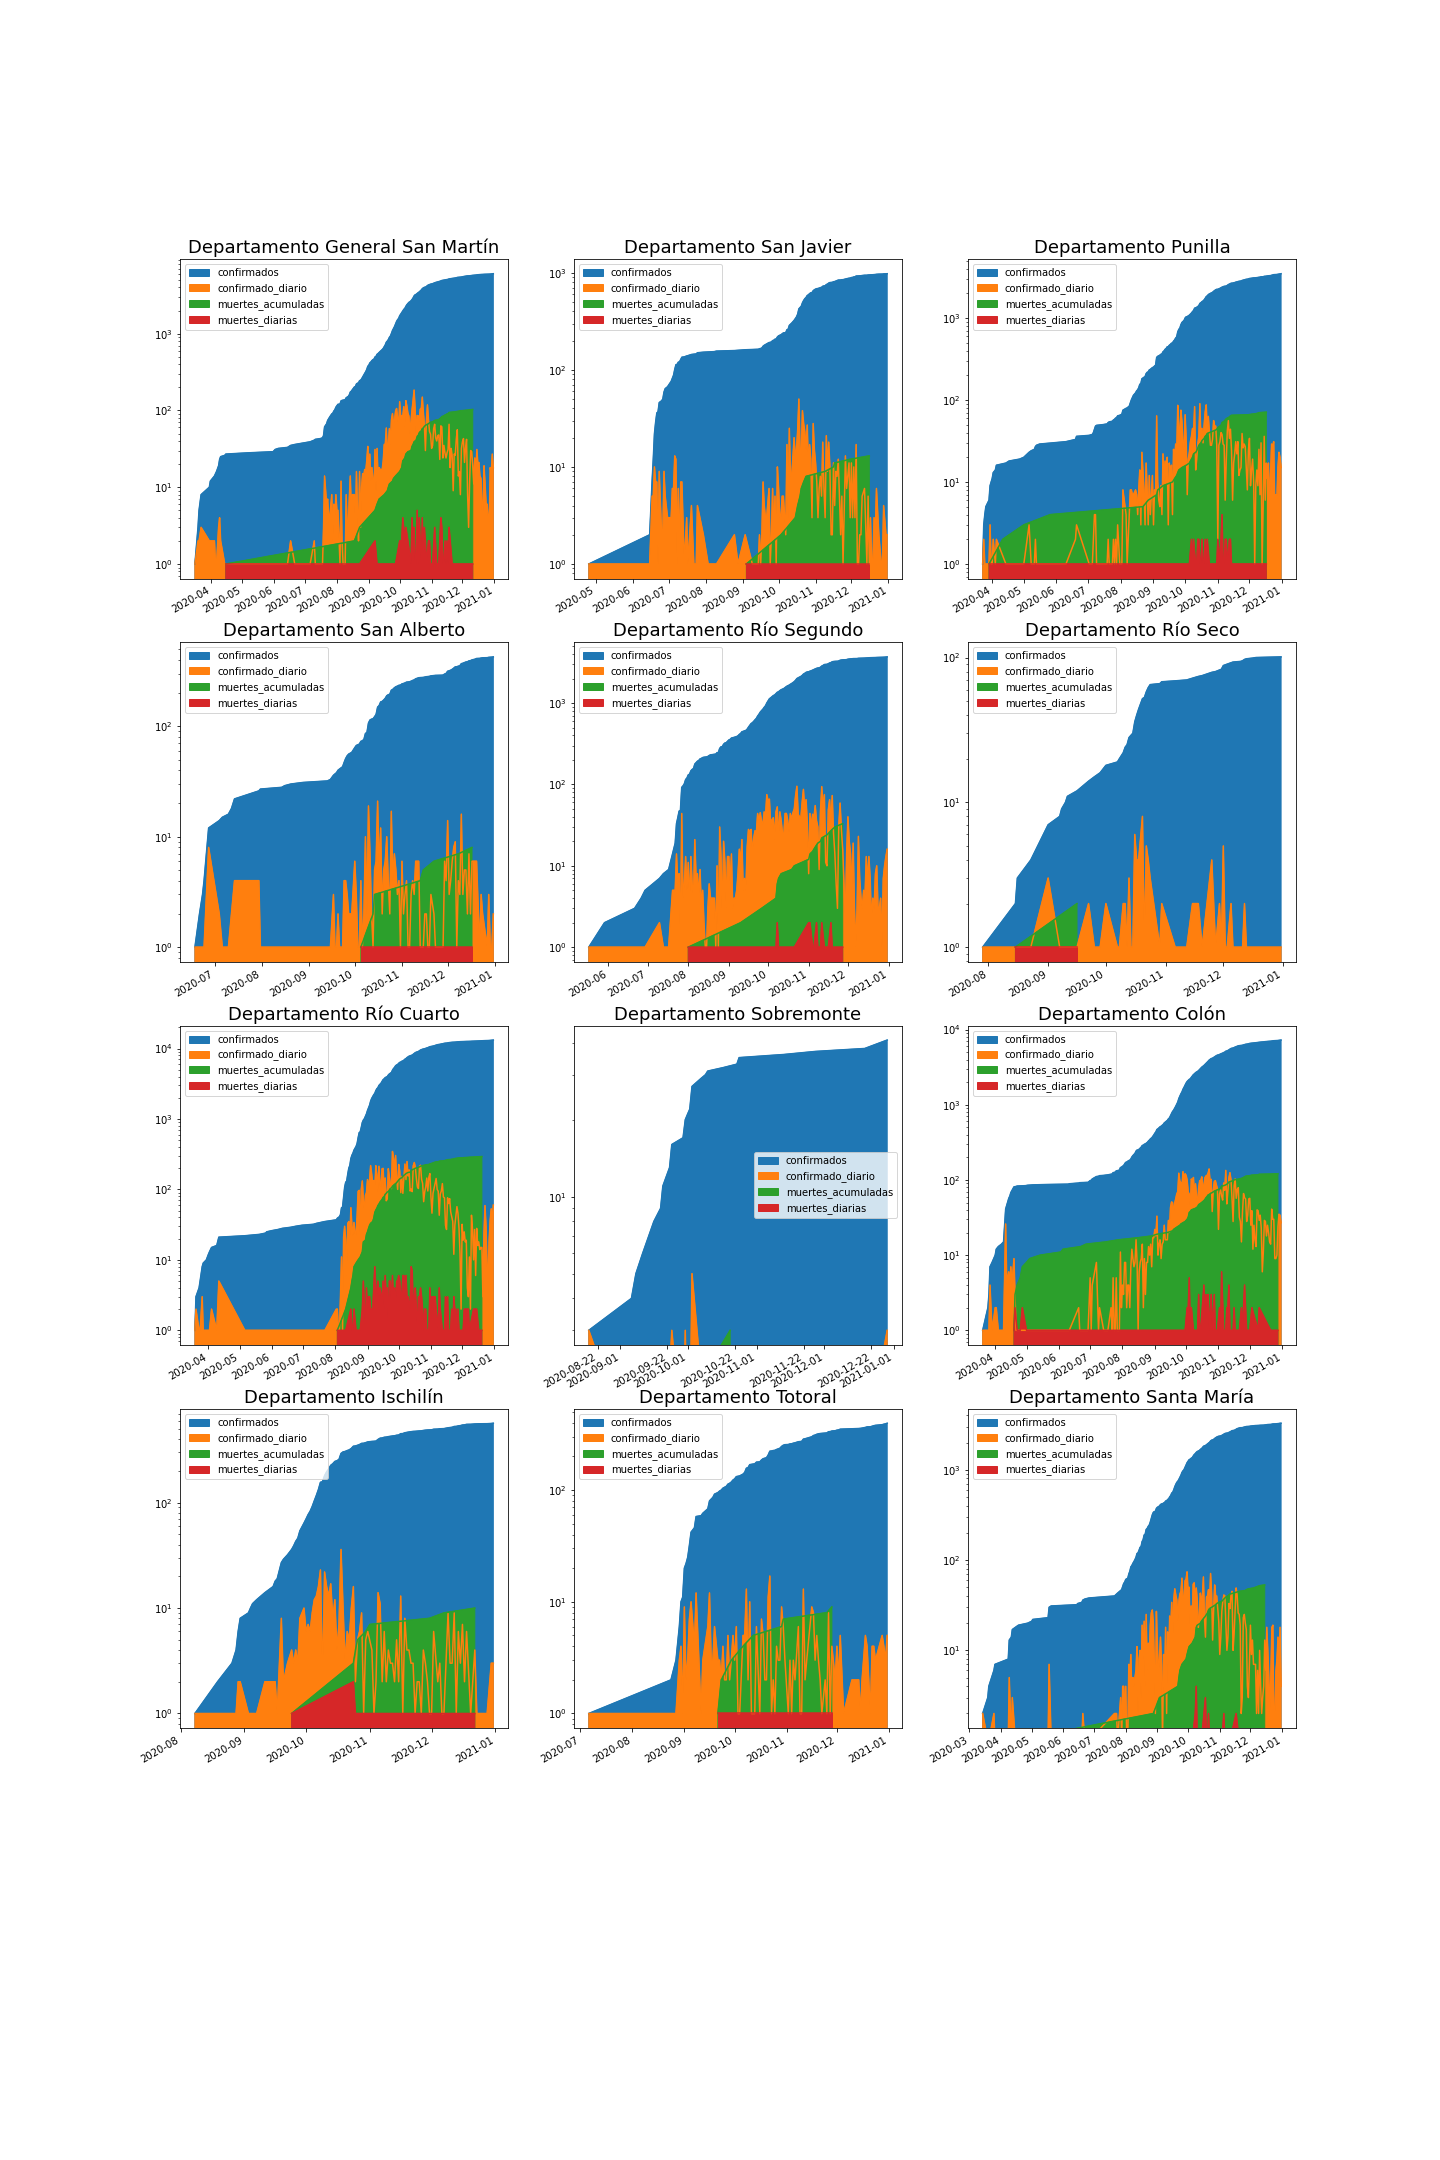 Departamento General San Martín
confirmados
confirmado_diario
muertes_acumuladas
muertes_diarias
10³
10²
10¹
10⁰
2020-04
2020-05
2020-06
2020-07
2020-08
2020-09
2020-10
2020-11
2020-12
2021-01
Departamento San Javier
confirmados
confirmado_diario
muertes_acumuladas
muertes_diarias
10³
10²
10¹
10⁰
2020-05
2020-06
2020-07
2020-08
2020-09
2020-10
2020-11
2020-12
2021-01
Departamento Punilla
confirmados
confirmado_diario
muertes_acumuladas
muertes_diarias
10³
10²
10¹
10⁰
2020-04
2020-05
2020-06
2020-07
2020-08
2020-09
2020-10
2020-11
2020-12
2021-01
Departamento San Alberto
confirmados
confirmado_diario
muertes_acumuladas
muertes_diarias
10²
10¹
10⁰
2020-07
2020-08
2020-09
2020-10
2020-11
2020-12
2021-01
Departamento Río Segundo
confirmados
confirmado_diario
muertes_acumuladas
muertes_diarias
10³
10²
10¹
10⁰
2020-06
2020-07
2020-08
2020-09
2020-10
2020-11
2020-12
2021-01
Departamento Río Seco
confirmados
confirmado_diario
muertes_acumuladas
muertes_diarias
10²
10¹
10⁰
2020-08
2020-09
2020-10
2020-11
2020-12
2021-01
Departamento Río Cuarto
confirmados
confirmado_diario
muertes_acumuladas
muertes_diarias
10⁴
10³
10²
10¹
10⁰
2020-04
2020-05
2020-06
2020-07
2020-08
2020-09
2020-10
2020-11
2020-12
2021-01
Departamento Sobremonte
confirmados
confirmado_diario
muertes_acumuladas
muertes_diarias
10¹
2020-08-22
2020-09-01
2020-09-22
2020-10-01
2020-10-22
2020-11-01
2020-11-22
2020-12-01
2020-12-22
2021-01-01
Departamento Colón
confirmados
confirmado_diario
muertes_acumuladas
muertes_diarias
10⁴
10³
10²
10¹
10⁰
2020-04
2020-05
2020-06
2020-07
2020-08
2020-09
2020-10
2020-11
2020-12
2021-01
Departamento Ischilín
confirmados
confirmado_diario
muertes_acumuladas
muertes_diarias
10²
10¹
10⁰
2020-08
2020-09
2020-10
2020-11
2020-12
2021-01
Departamento Totoral
confirmados
confirmado_diario
muertes_acumuladas
muertes_diarias
10²
10¹
10⁰
2020-07
2020-08
2020-09
2020-10
2020-11
2020-12
2021-01
Departamento Santa María
confirmados
confirmado_diario
muertes_acumuladas
muertes_diarias
10³
10²
10¹
2020-03
2020-04
2020-05
2020-06
2020-07
2020-08
2020-09
2020-10
2020-11
2020-12
2021-01